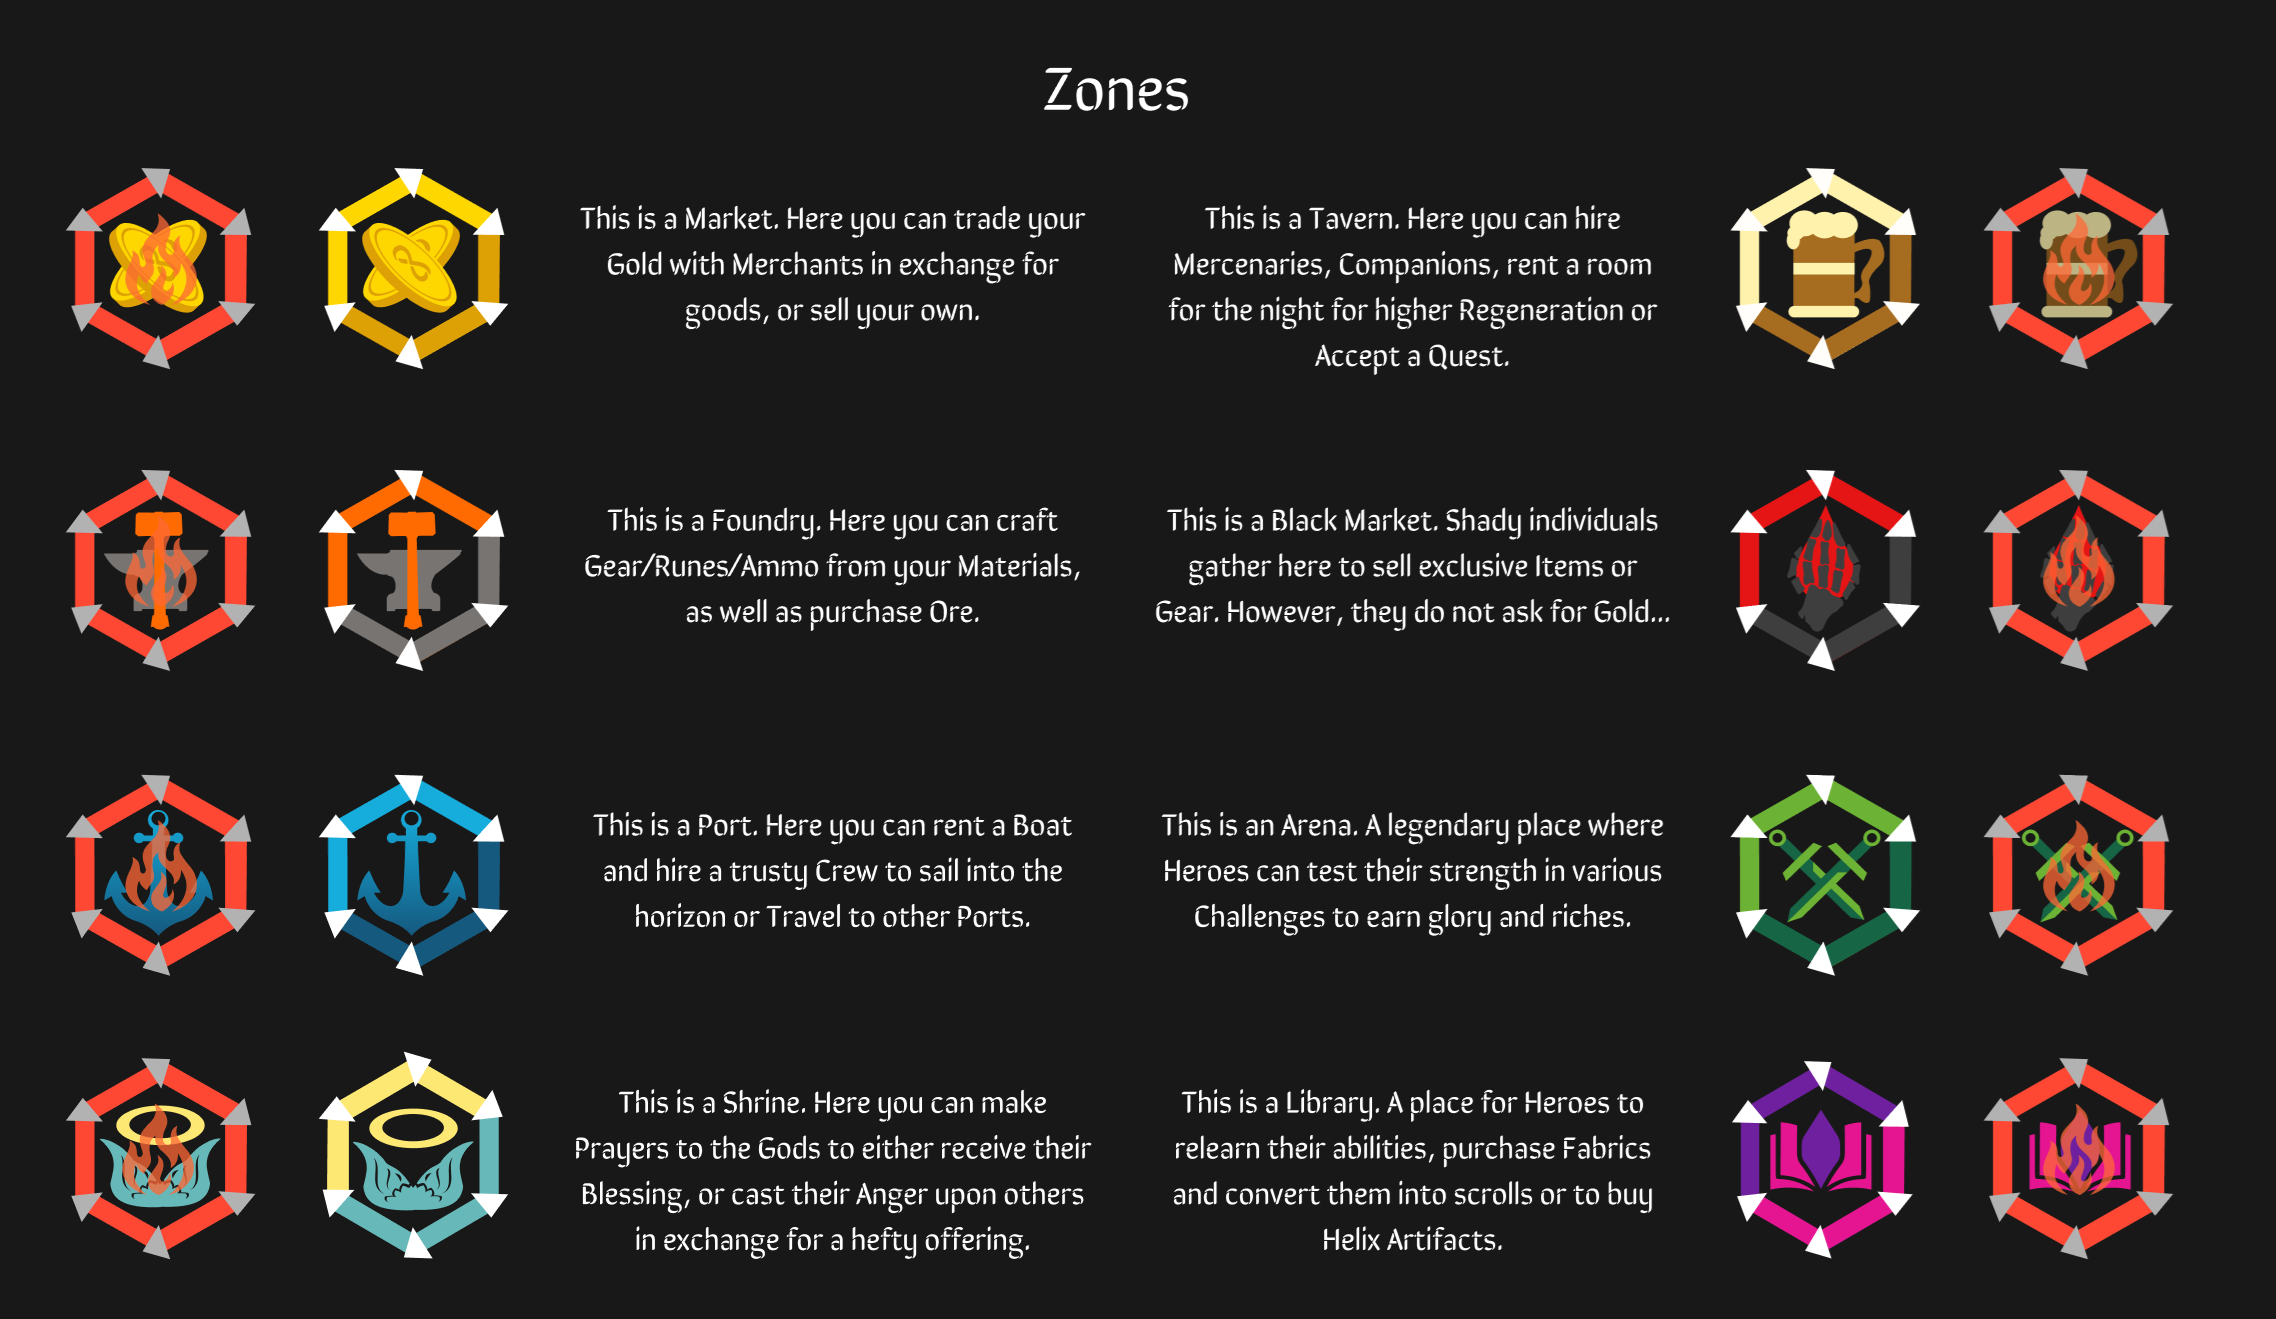 Zones
This is a Market. Here you can trade your
Gold with Merchants in exchange for
goods, or sell your own.
This is a Tavern. Here you can hire
Mercenaries, Companions, rent a room
for the night for higher Regeneration or
Accept a Quest.
This is a Foundry. Here you can craft
Gear/Runes/Ammo from your Materials,
as well as purchase Ore.
This is a Black Market. Shady individuals
gather here to sell exclusive Items or
Gear. However, they do not ask for Gold...
This is a Port. Here you can rent a Boat
and hire a trusty Crew to sail into the
horizon or Travel to other Ports.
This is an Arena. A legendary place where
Heroes can test their strength in various
Challenges to earn glory and riches.
This is a Shrine. Here you can make
Prayers to the Gods to either receive their
Blessing, or cast their Anger upon others
in exchange for a hefty offering.
This is a Library. A place for Heroes to
relearn their abilities, purchase Fabrics
and convert them into scrolls or to buy
Helix Artifacts.